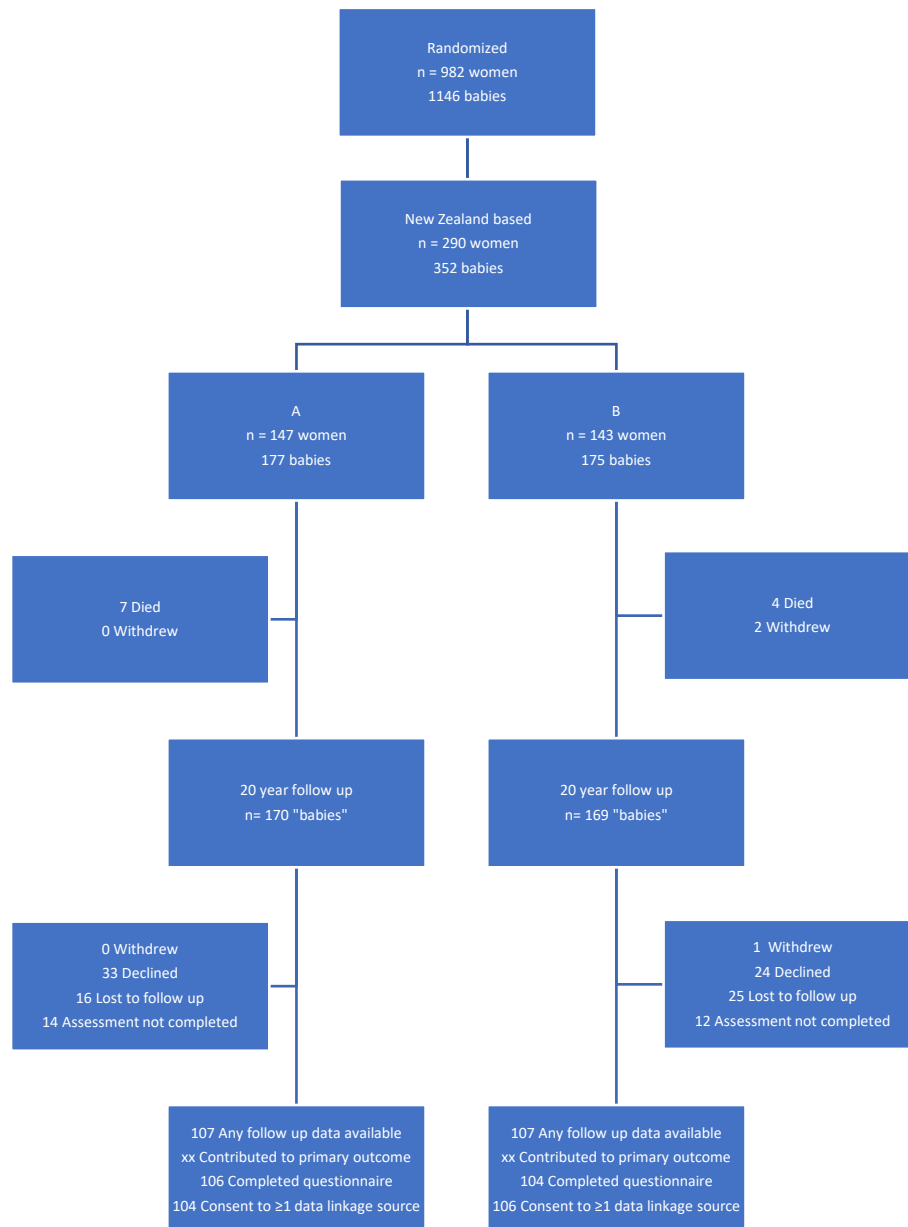 Randomized
n = 982 women
1146 babies
New Zealand based
n = 290 women
352 babies
A
n = 147 women
177 babies
B
n = 143 women
175 babies
7 Died
0 Withdrew
4 Died
2 Withdrew
20 year follow up
n= 170 "babies"
20 year follow up
n= 169 "babies"
0 Withdrew
33 Declined
16 Lost to follow up
14 Assessment not completed
1  Withdrew
24 Declined
25 Lost to follow up
12 Assessment not completed
107 Any follow up data available
xx Contributed to primary outcome
106 Completed questionnaire
104 Consent to ≥1 data linkage source
107 Any follow up data available
xx Contributed to primary outcome
104 Completed questionnaire
106 Consent to ≥1 data linkage source